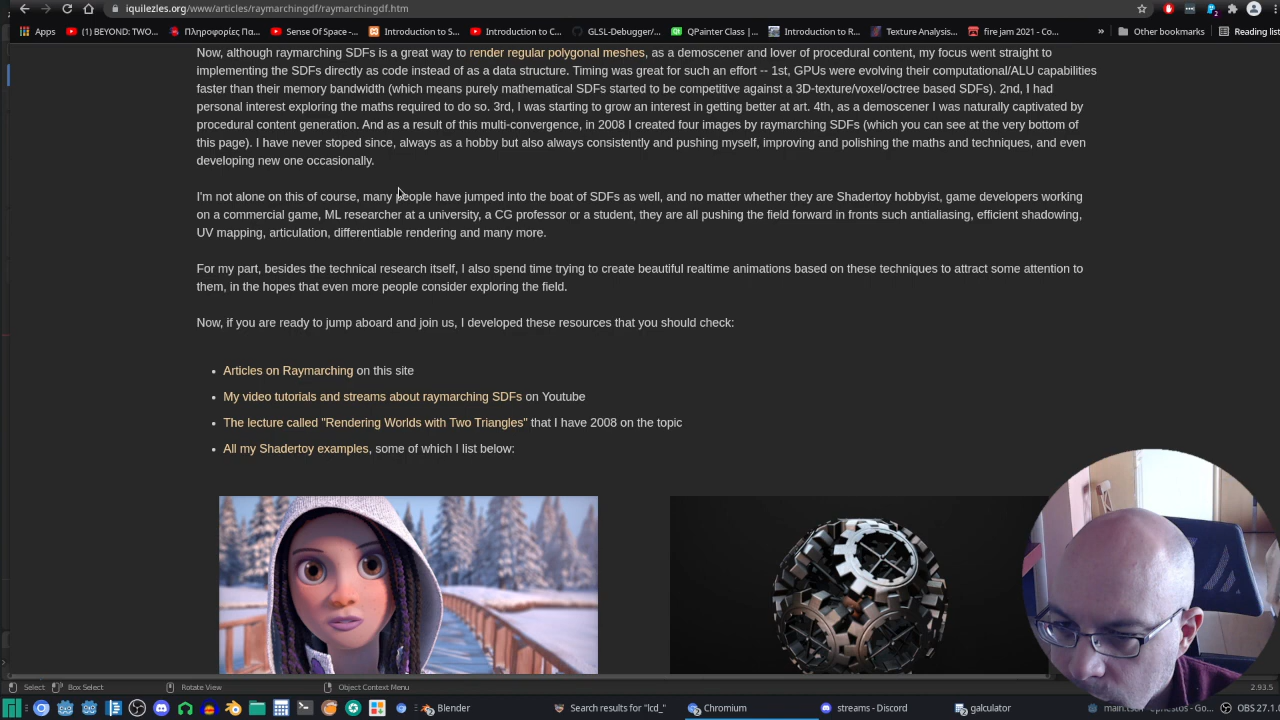 iquilezles.org/www/articles/raymarchingdf/raymarchingdf.htm
Apps (1) BEYOND: TWO... Πληροφορίες Πα... Sense Of Space -... Introduction to S... Introduction to C... GLSL-Debugger/... QPainter Class |... Introduction to R... Texture Analysis... fire jam 2021 - Co... » Other bookmarks Reading list
Now, although raymarching SDFs is a great way to render regular polygonal meshes, as a demoscener and lover of procedural content, my focus went straight to
implementing the SDFs directly as code instead of as a data structure. Timing was great for such an effort -- 1st, GPUs were evolving their computational/ALU capabilities
faster than their memory bandwidth (which means purely mathematical SDFs started to be competitive against a 3D-texture/voxel/octree based SDFs). 2nd, I had
personal interest exploring the maths required to do so. 3rd, I was starting to grow an interest in getting better at art. 4th, as a demoscener I was naturally captivated by
procedural content generation. And as a result of this multi-convergence, in 2008 I created four images by raymarching SDFs (which you can see at the very bottom of
this page). I have never stoped since, always as a hobby but also always consistently and pushing myself, improving and polishing the maths and techniques, and even
developing new one occasionally.
I'm not alone on this of course, many people have jumped into the boat of SDFs as well, and no matter whether they are Shadertoy hobbyist, game developers working
on a commercial game, ML researcher at a university, a CG professor or a student, they are all pushing the field forward in fronts such antialiasing, efficient shadowing,
UV mapping, articulation, differentiable rendering and many more.
For my part, besides the technical research itself, I also spend time trying to create beautiful realtime animations based on these techniques to attract some attention to
them, in the hopes that even more people consider exploring the field.
Now, if you are ready to jump aboard and join us, I developed these resources that you should check:
• Articles on Raymarching on this site
• My video tutorials and streams about raymarching SDFs on Youtube
• The lecture called "Rendering Worlds with Two Triangles" that I have 2008 on the topic
• All my Shadertoy examples, some of which I list below:
Select Box Select Rotate View Object Context Menu 2.93.5
Blender Search results for "lcd_" Chromium streams - Discord galculator OBS 27.1.